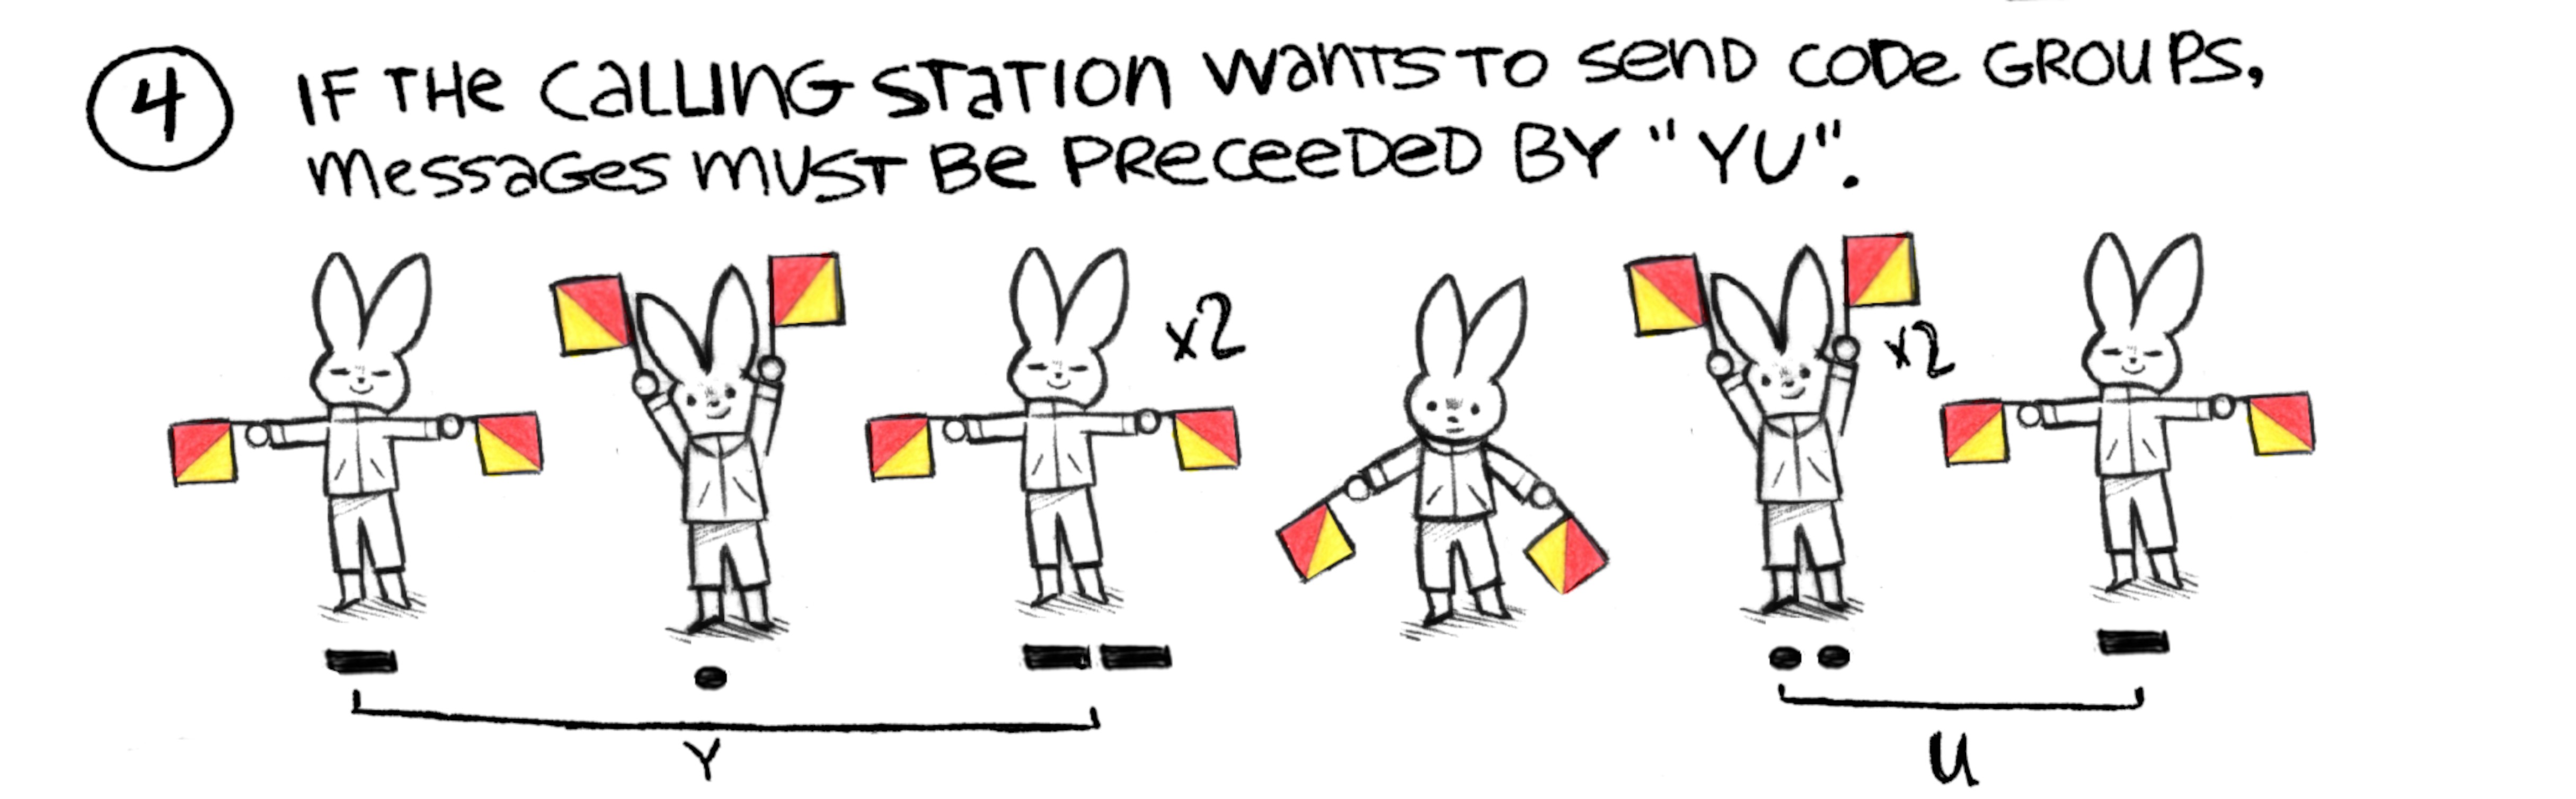 4 IF THE CALLING STATION WANTS TO SEND CODE GROUPS,
MESSAGES MUST BE PRECEEDED BY "YU".
x2
x2
Y
U